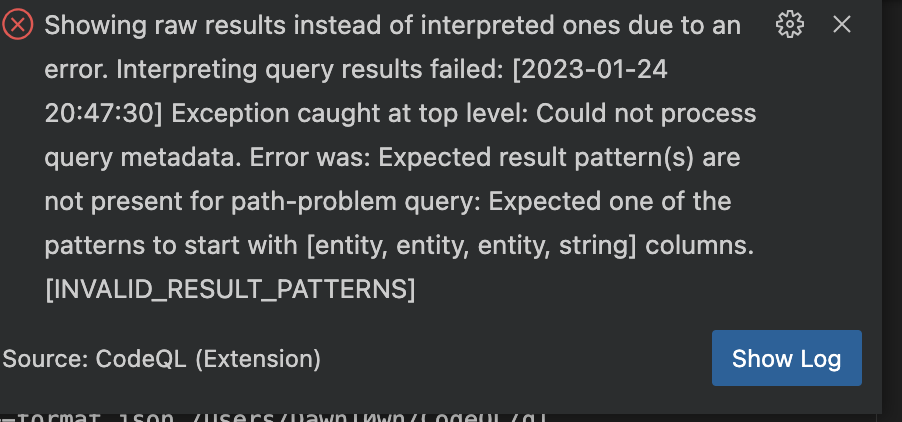 Showing raw results instead of interpreted ones due to an
error. Interpreting query results failed: [2023-01-24
20:47:30] Exception caught at top level: Could not process
query metadata. Error was: Expected result pattern(s) are
not present for path-problem query: Expected one of the
patterns to start with [entity, entity, entity, string] columns.
[INVALID_RESULT_PATTERNS]
Source: CodeQL (Extension)
Show Log